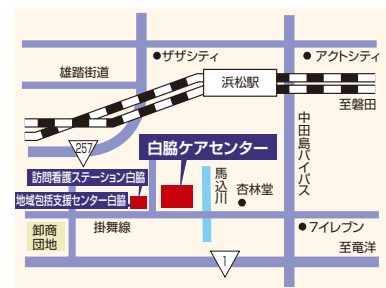 ザザシティ
アクトシティ
雄踏街道
浜松駅
至磐田
中田島バイパス
257
白脇ケアセンター
訪問看護ステーション白脇
地域包括支援センター白脇
馬込川
杏林堂
卸商
団地
掛舞線
7イレブン
至竜洋
1